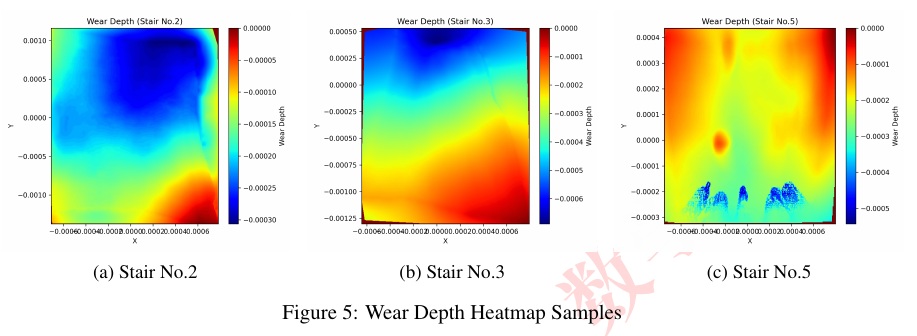 Wear Depth (Stair No.2)
0.0010
0.0005
0.0000
−0.0005
−0.0010
Y
X
0.00000
−0.00005
−0.00010
−0.00015
−0.00020
−0.00025
−0.00030
Wear Depth
(a) Stair No.2
Wear Depth (Stair No.3)
0.00050
0.00025
0.00000
−0.00025
−0.00050
−0.00075
−0.00100
−0.00125
Y
X
0.0000
−0.0001
−0.0002
−0.0003
−0.0004
−0.0005
−0.0006
Wear Depth
(b) Stair No.3
Wear Depth (Stair No.5)
0.0004
0.0003
0.0002
0.0001
0.0000
−0.0001
−0.0002
−0.0003
Y
X
0.0000
−0.0001
−0.0002
−0.0003
−0.0004
−0.0005
Wear Depth
(c) Stair No.5
数
Figure 5: Wear Depth Heatmap Samples